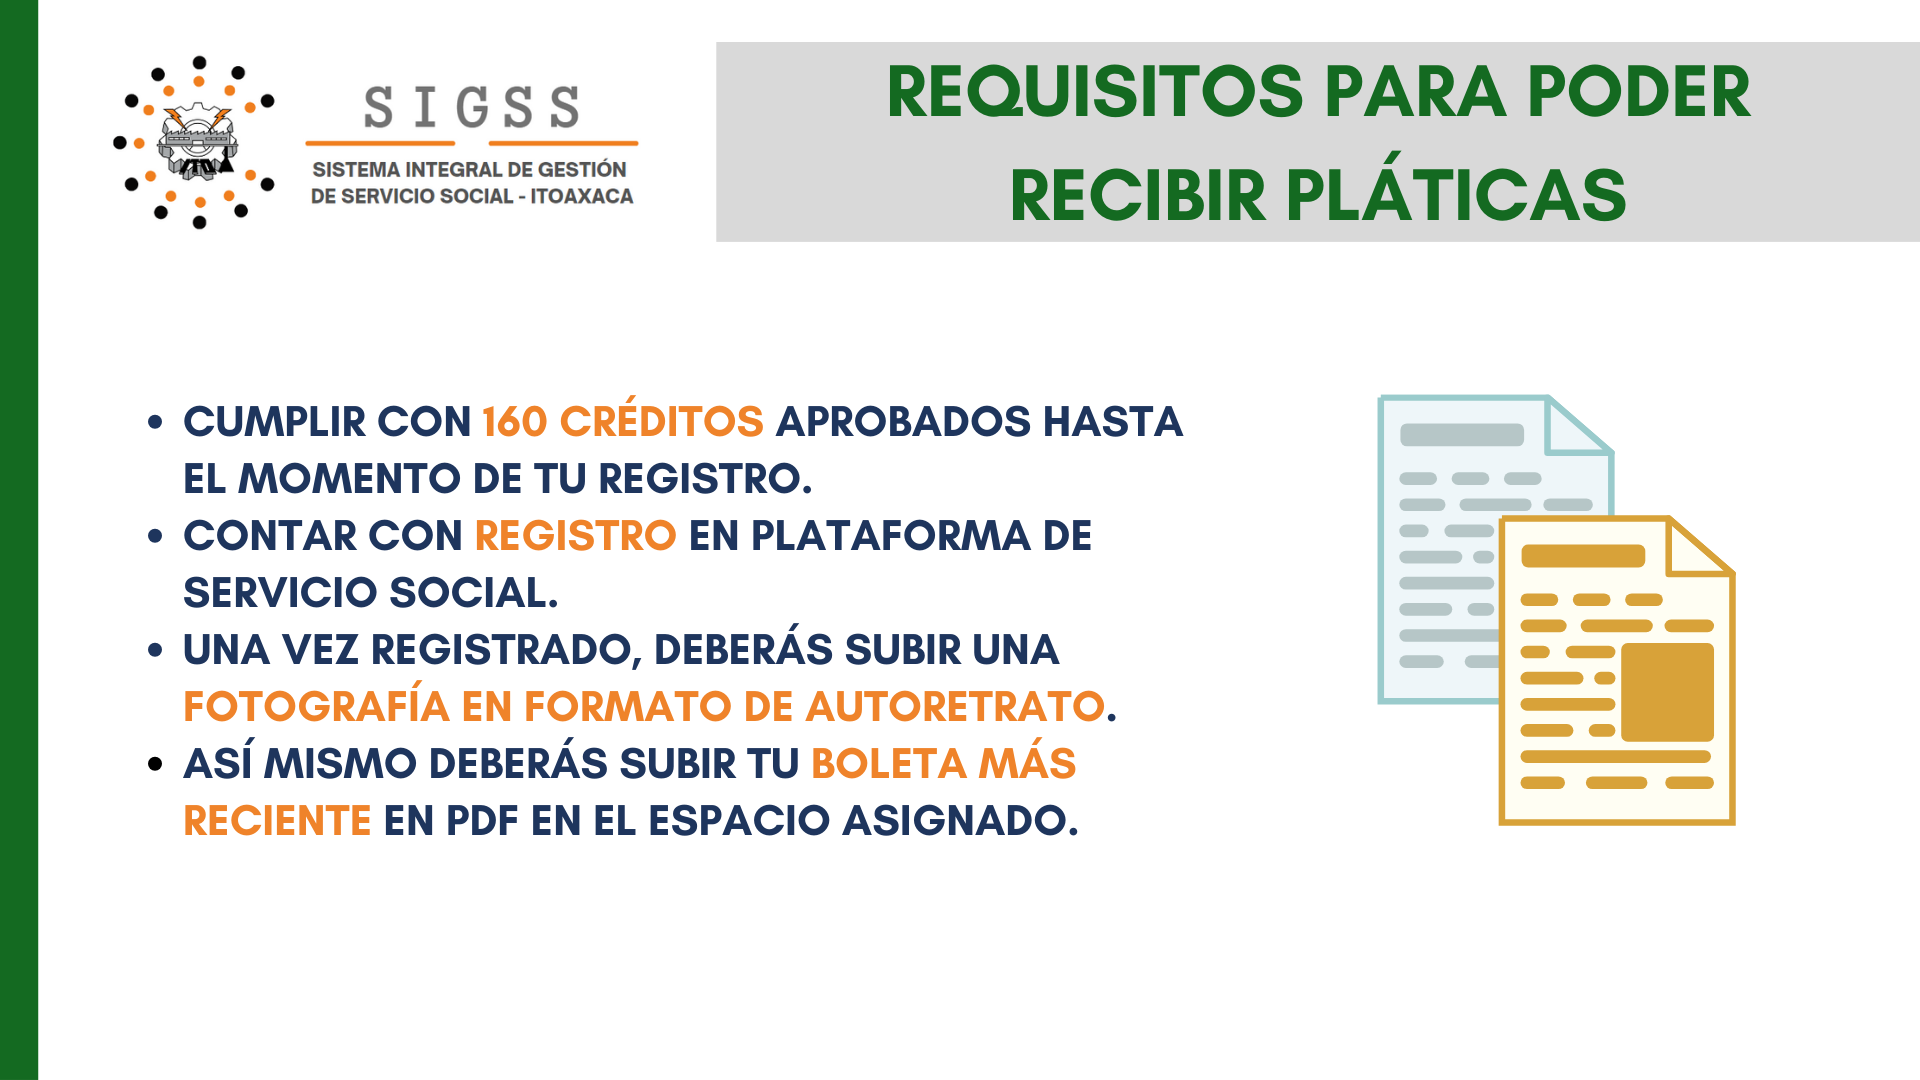 SIGSS
SISTEMA INTEGRAL DE GESTIÓN
DE SERVICIO SOCIAL - ITOAXACA
REQUISITOS PARA PODER
RECIBIR PLÁTICAS
• CUMPLIR CON 160 CRÉDITOS APROBADOS HASTA
EL MOMENTO DE TU REGISTRO.
• CONTAR CON REGISTRO EN PLATAFORMA DE
SERVICIO SOCIAL.
• UNA VEZ REGISTRADO, DEBERÁS SUBIR UNA
FOTOGRAFÍA EN FORMATO DE AUTORETRATO.
• ASÍ MISMO DEBERÁS SUBIR TU BOLETA MÁS
RECIENTE EN PDF EN EL ESPACIO ASIGNADO.